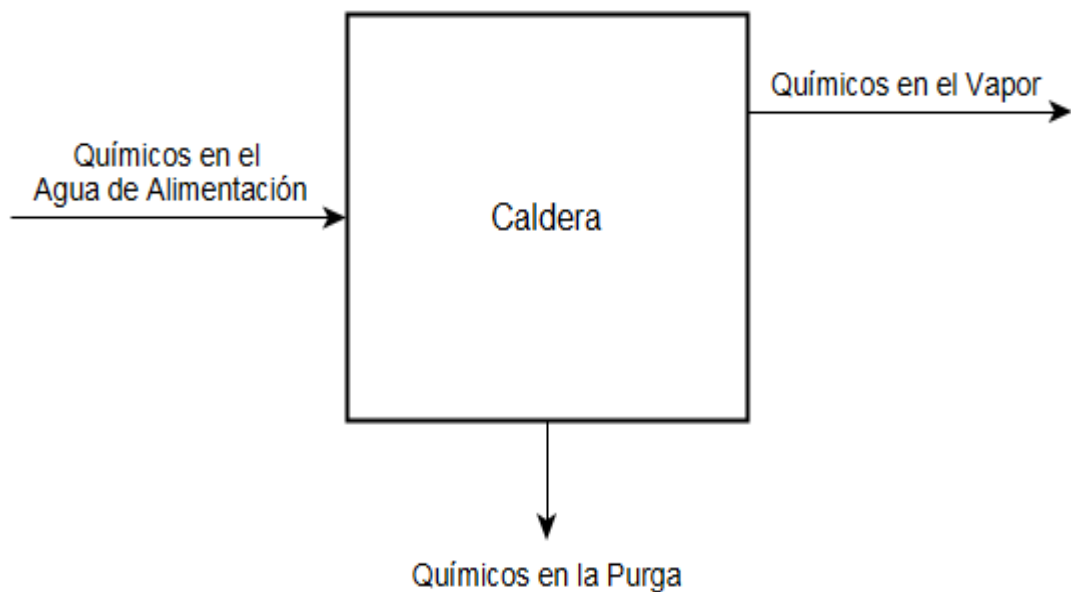 Químicos en el Vapor
Químicos en el
Agua de Alimentación
Caldera
Químicos en la Purga